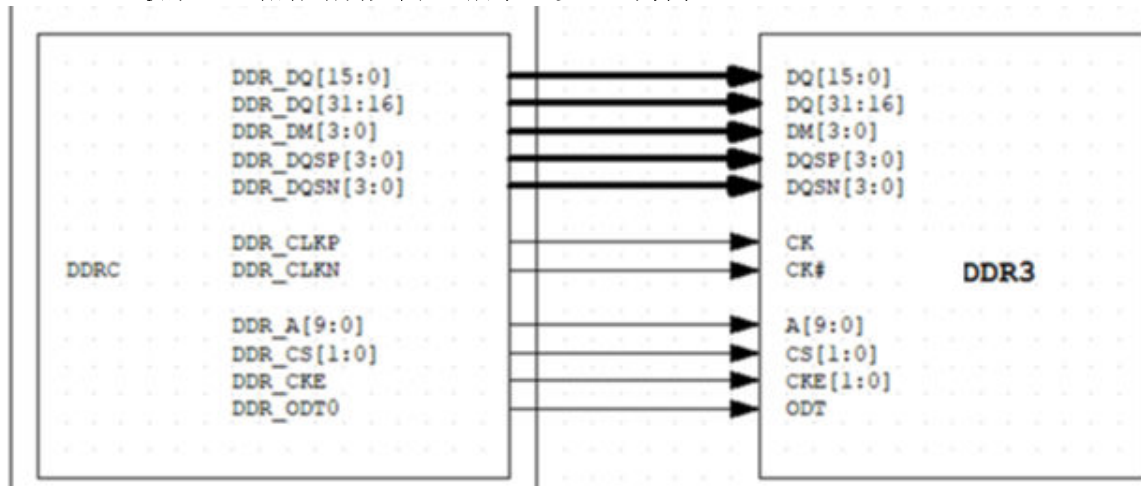 DDR_DQ[15:0] DQ[15:0]
DDR_DQ[31:16] DQ[31:16]
DDR_DM[3:0] DM[3:0]
DDR_DQSP[3:0] DQSP[3:0]
DDR_DQSN[3:0] DQSN[3:0]
DDR_CLKP CK
DDRC DDR_CLKN CK# DDR3
DDR_A[9:0] A[9:0]
DDR_CS[1:0] CS[1:0]
DDR_CKE CKE[1:0]
DDR_ODT0 ODT